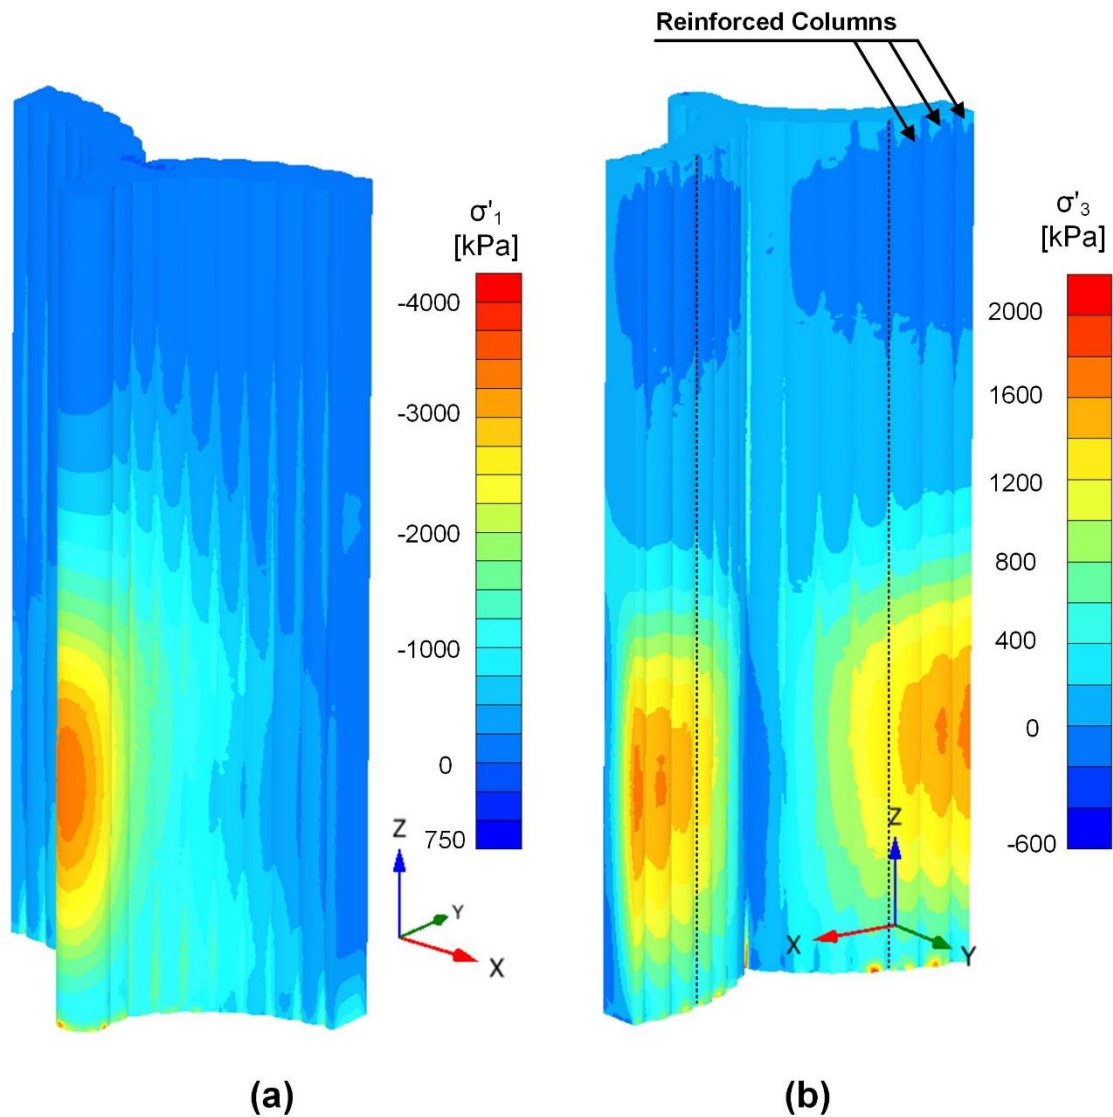 Reinforced Columns
σ'1
[kPa]
-4000
-3000
-2000
-1000
0
750
Z
Y
X
(a)
σ'3
[kPa]
2000
1600
1200
800
400
0
-600
Z
X
Y
(b)